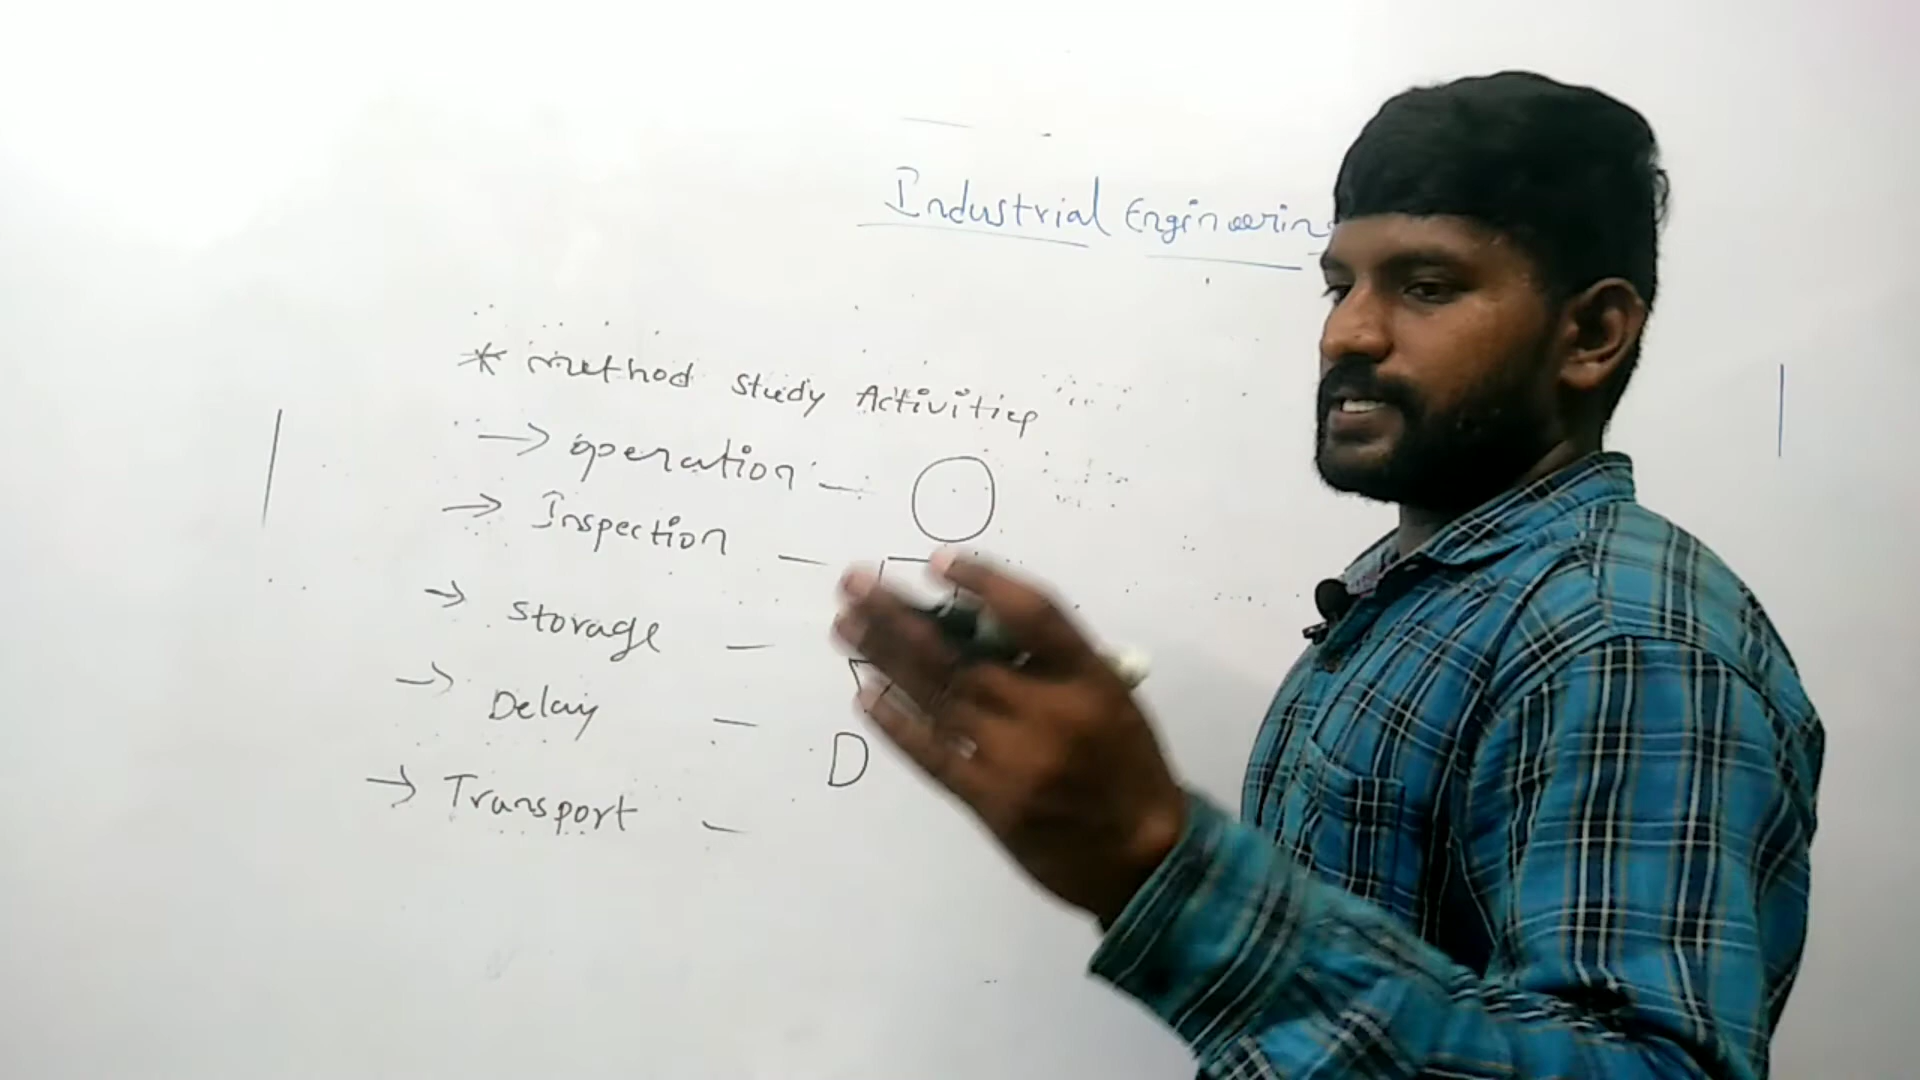 Industrial Engineering
* method study Activities
→ operation —
→ Inspection —
→ storage —
→ Delay — D
→ Transport —